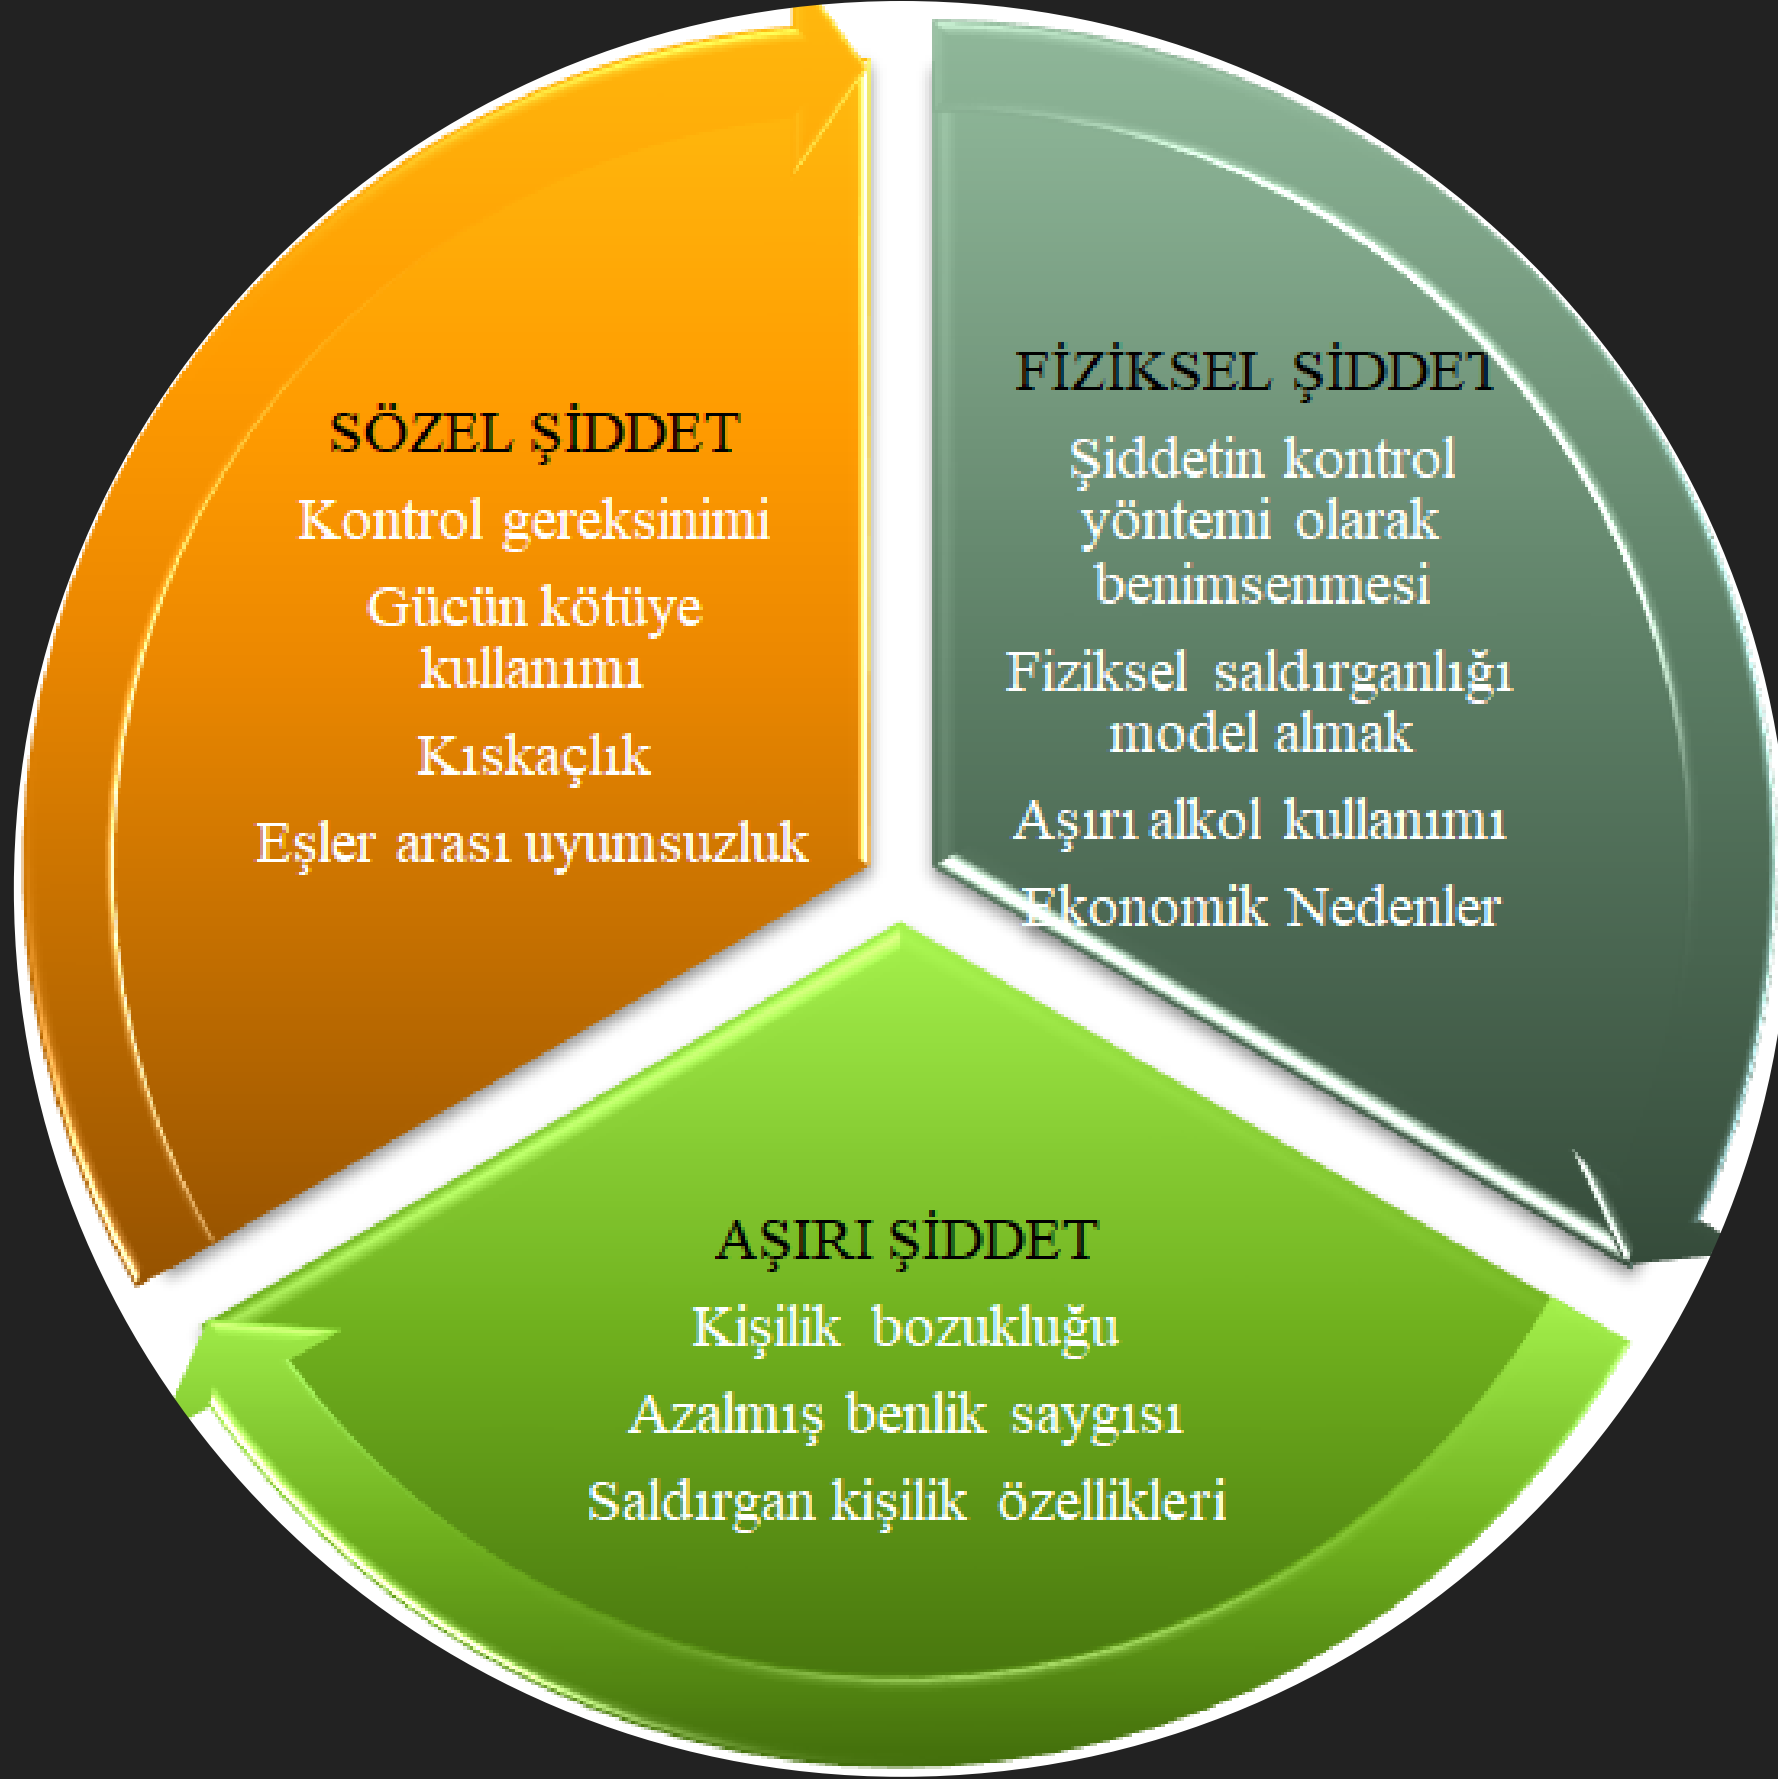 SÖZEL ŞİDDET
Kontrol gereksinimi
Gücün kötüye
kullanımı
Kıskaçlık
Eşler arası uyumsuzluk
FİZİKSEL ŞİDDET
Şiddetin kontrol
yöntemi olarak
benimsenmesi
Fiziksel saldırganlığı
model almak
Aşırı alkol kullanımı
Ekonomik Nedenler
AŞIRI ŞİDDET
Kişilik bozukluğu
Azalmış benlik saygısı
Saldırgan kişilik özellikleri